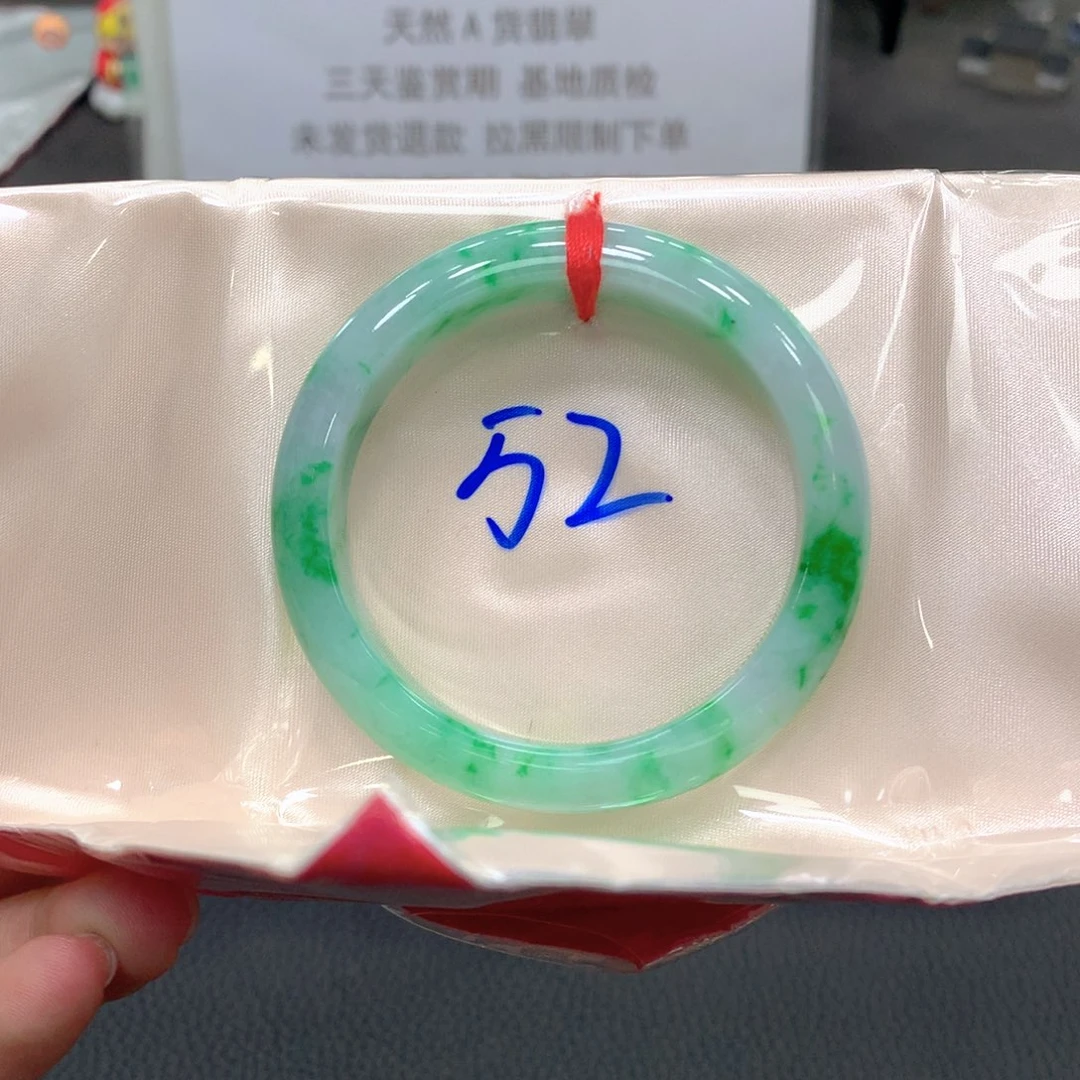 天然A货翡翠
三天鉴赏期 基地质检
未发货退款 拉黑限制下单
52